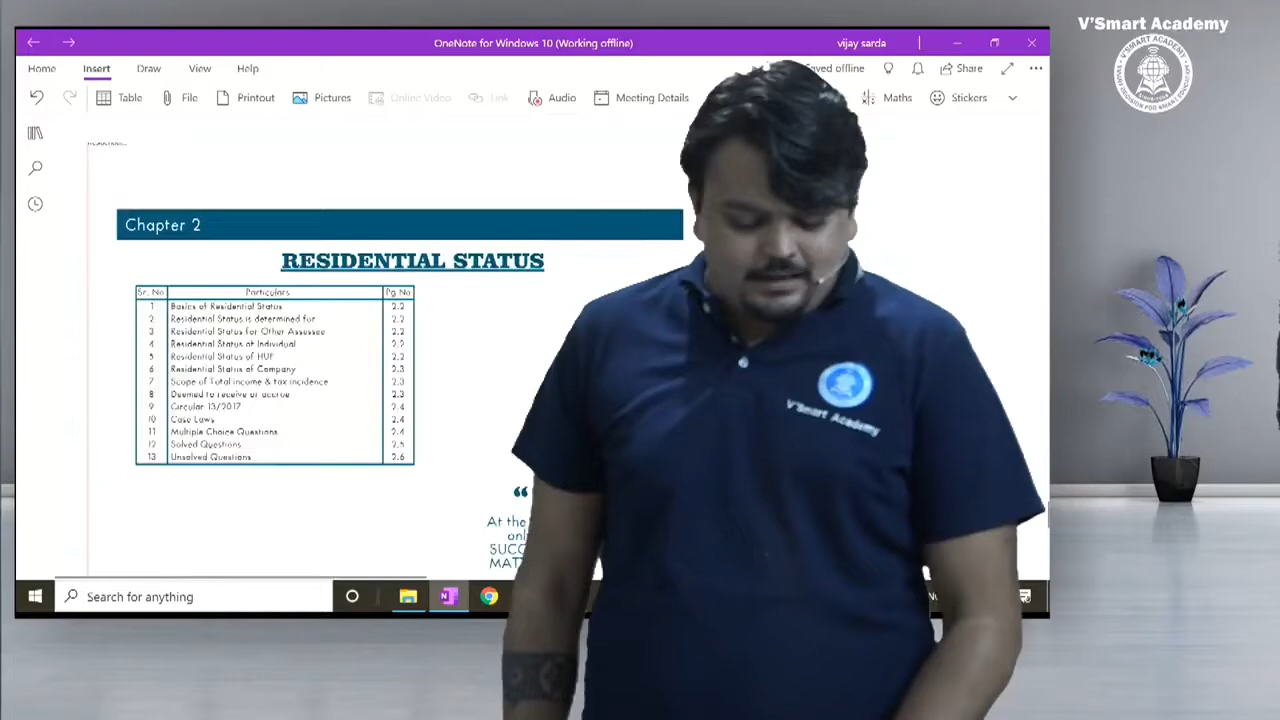 V'Smart Academy
OneNote for Windows 10 (Working offline)
vijay sarda
Home
Insert
Draw
View
Help
offline
Share
Table
File
Printout
Pictures
Online Video
Link
Audio
Meeting Details
Maths
Stickers
Chapter 2
RESIDENTIAL STATUS
Sr. No Particulars Pg No
1 Basics of Residential Status 2.2
2 Residential Status is determined for 2.2
3 Residential Status for Other Assessee 2.2
4 Residential Status of Individual 2.2
5 Residential Status of HUF 2.2
6 Residential Status of Company 2.3
7 Scope of Total income & tax incidence 2.3
8 Deemed to receive or accrue 2.3
9 Circular 13/2017 2.4
10 Case Laws 2.4
11 Multiple Choice Questions 2.4
12 Solved Questions 2.5
13 Unsolved Questions 2.6
“
At the
V'Smart Academy
Search for anything